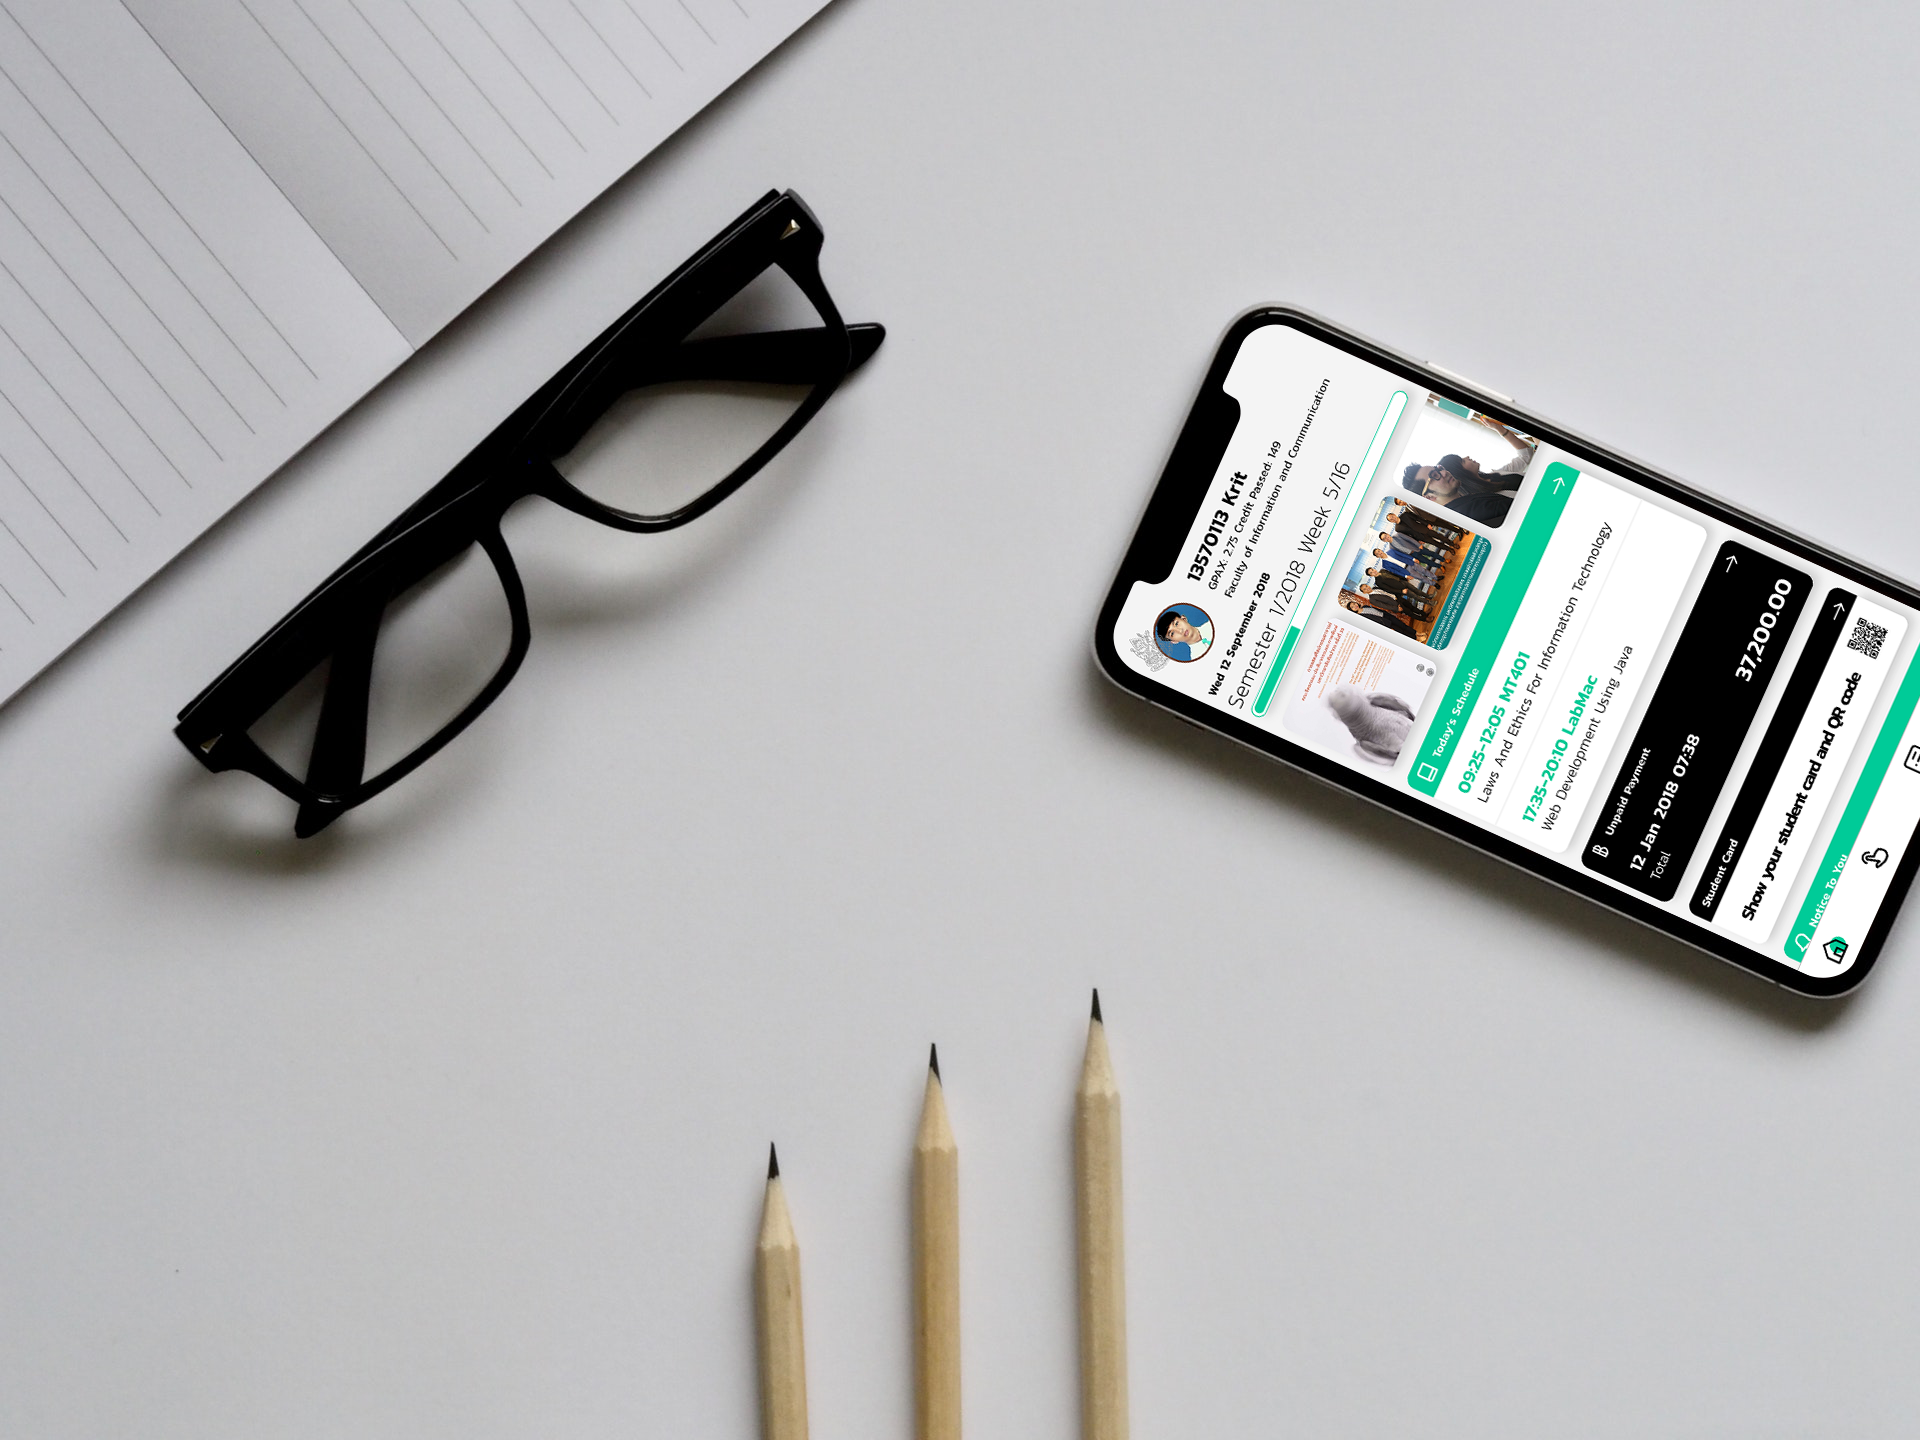 13570113 Krit
GPAX: 2.75 Credit Passed: 149
Faculty of Information and Communication
Wed 12 September 2018
Semester 1/2018 Week 5/16
Today's Schedule
09:25-12:05 MT401
Laws And Ethics For Information Technology
17:35-20:10 LabMac
Web Development Using Java
Unpaid Payment
12 Jan 2018 07:38
Total
37,200.00
Student Card
Show your student card and QR code
Notice To You